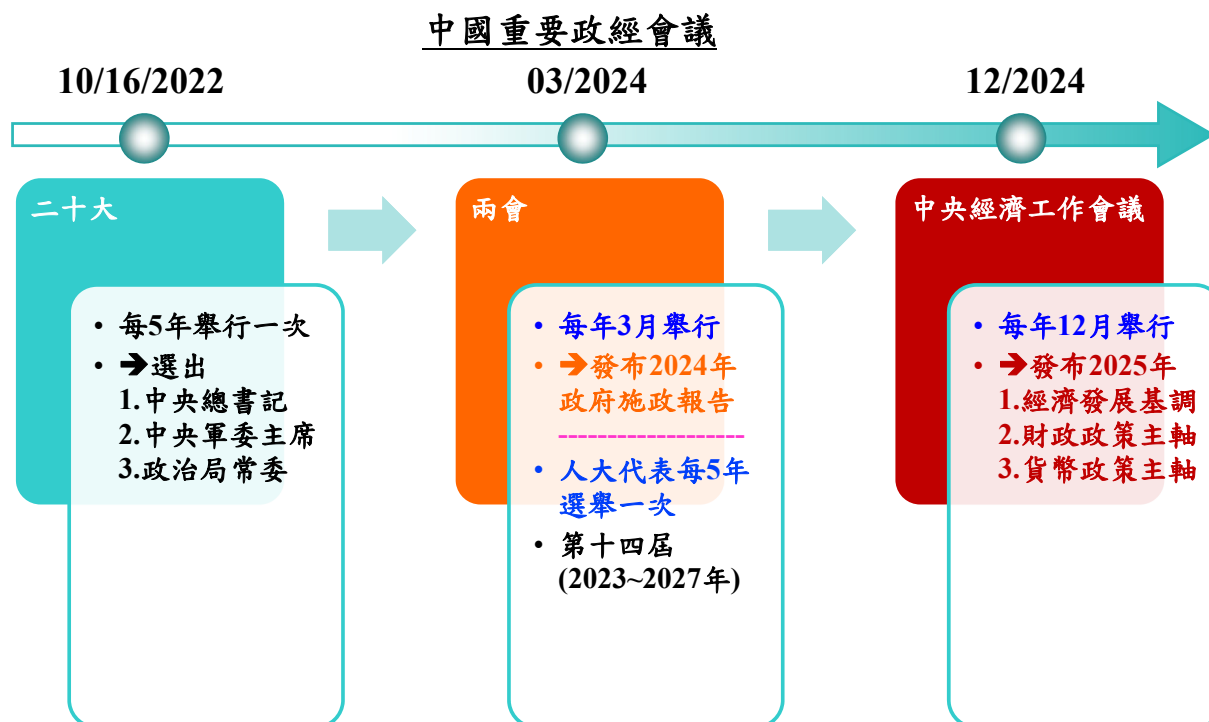 中國重要政經會議
10/16/2022
03/2024
12/2024
二十大
• 每5年舉行一次
• ➔選出
1.中央總書記
2.中央軍委主席
3.政治局常委
兩會
• 每年3月舉行
• ➔發布2024年
政府施政報告
--------------------
• 人大代表每5年
選舉一次
• 第十四屆
(2023~2027年)
中央經濟工作會議
• 每年12月舉行
• ➔發布2025年
1.經濟發展基調
2.財政政策主軸
3.貨幣政策主軸